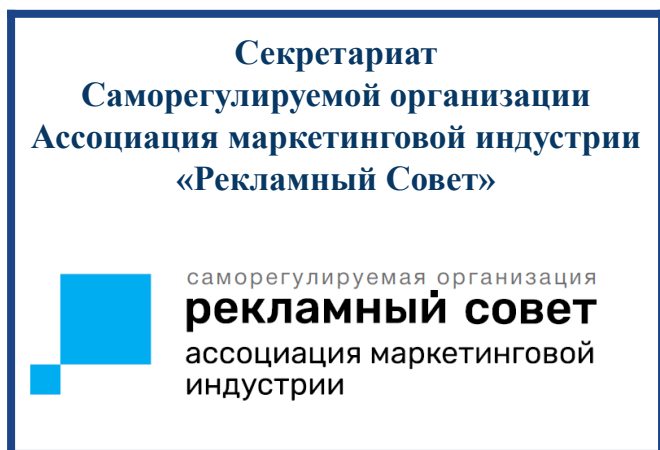 Секретариат
Саморегулируемой организации
Ассоциация маркетинговой индустрии
«Рекламный Совет»
саморегулируемая организация
рекламный совет
ассоциация маркетинговой
индустрии